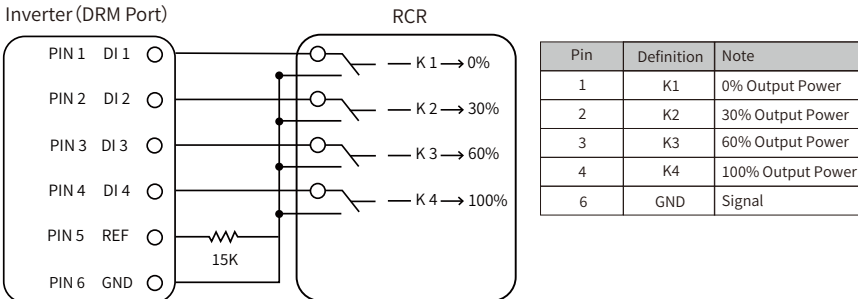 Inverter (DRM Port)
RCR
PIN 1 DI 1
K 1 → 0%
PIN 2 DI 2
K 2 → 30%
PIN 3 DI 3
K 3 → 60%
PIN 4 DI 4
K 4 → 100%
PIN 5 REF
15K
PIN 6 GND
Pin Definition Note
1 K1 0% Output Power
2 K2 30% Output Power
3 K3 60% Output Power
4 K4 100% Output Power
6 GND Signal